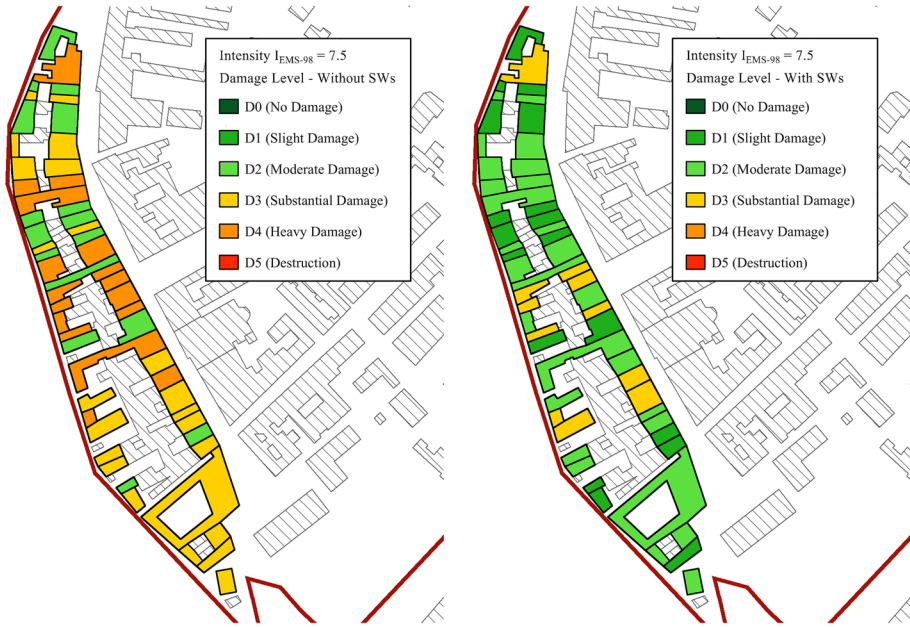 Intensity I_EMS-98 = 7.5
Damage Level - Without SWs
D0 (No Damage)
D1 (Slight Damage)
D2 (Moderate Damage)
D3 (Substantial Damage)
D4 (Heavy Damage)
D5 (Destruction)
Intensity I_EMS-98 = 7.5
Damage Level - With SWs
D0 (No Damage)
D1 (Slight Damage)
D2 (Moderate Damage)
D3 (Substantial Damage)
D4 (Heavy Damage)
D5 (Destruction)